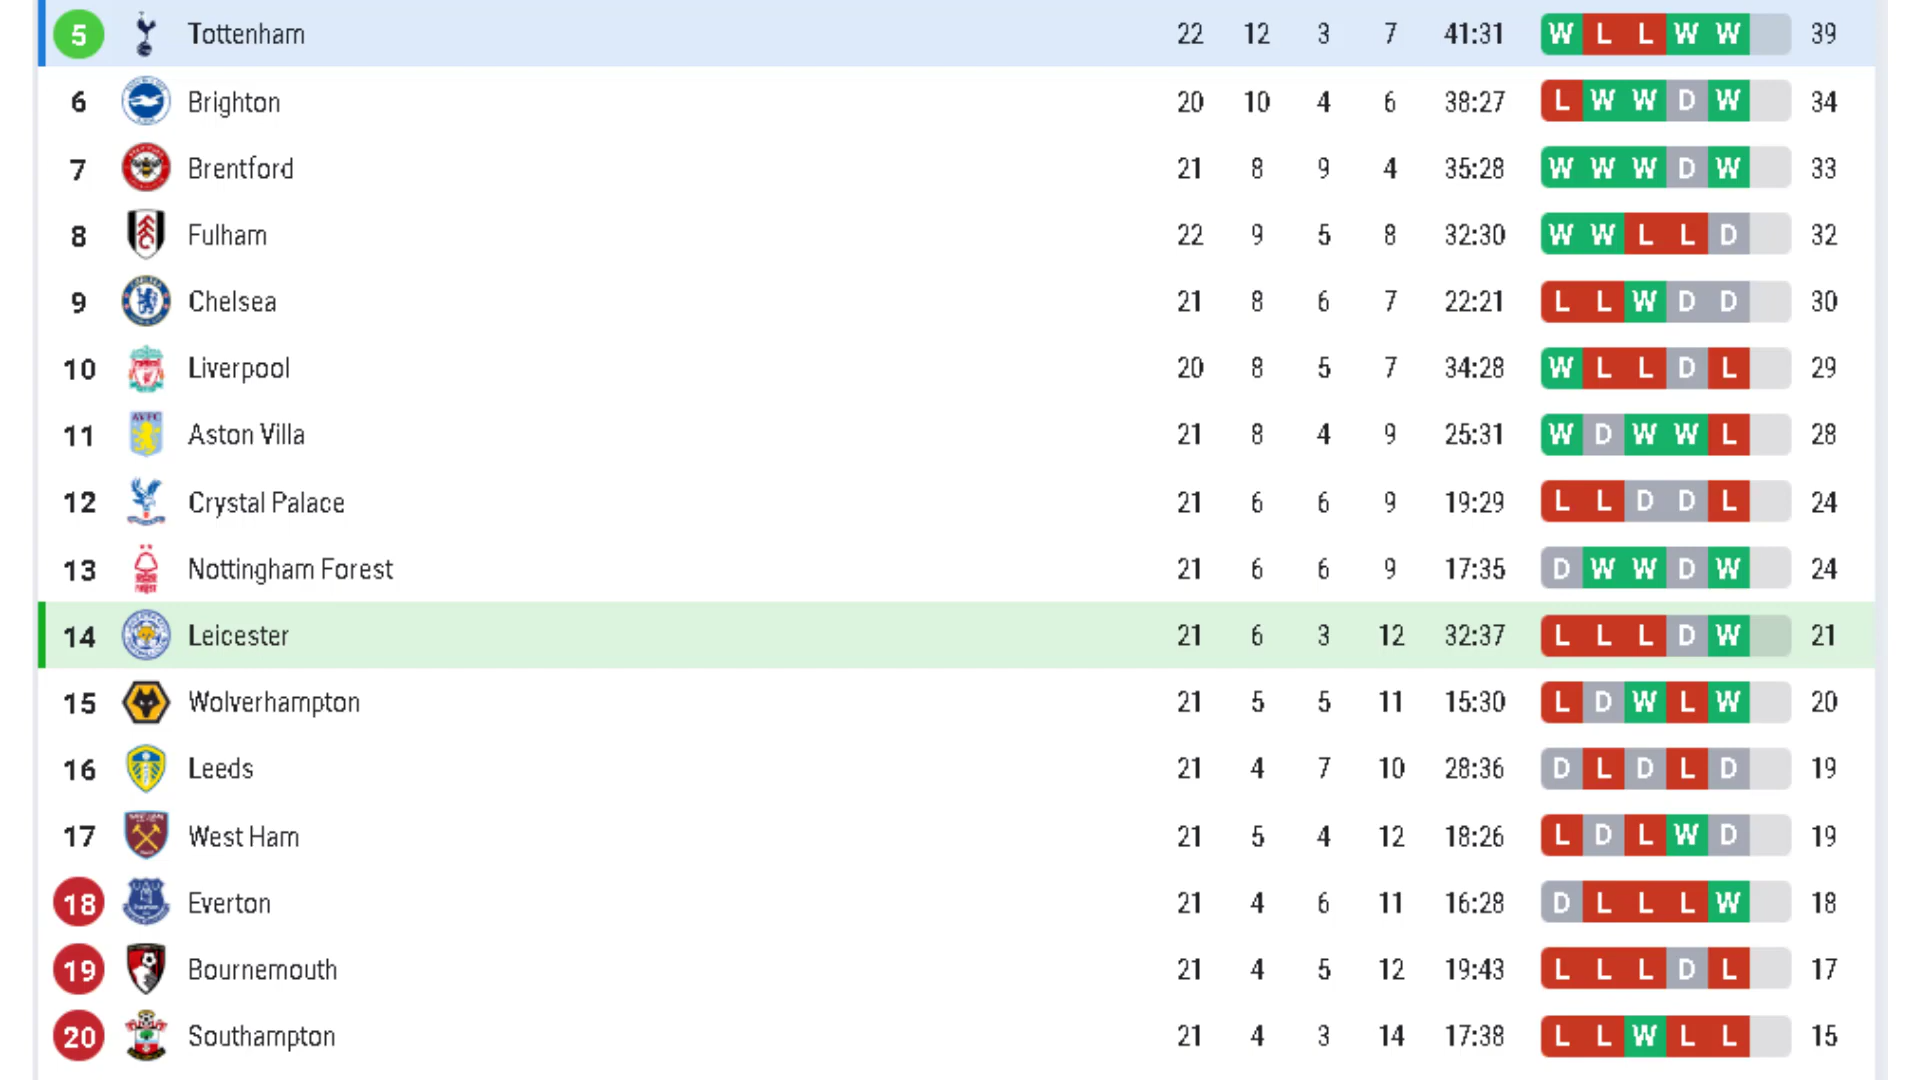 5 Tottenham 22 12 3 7 41:31 W L L W W 39
6 Brighton 20 10 4 6 38:27 L W W D W 34
7 Brentford 21 8 9 4 35:28 W W W D W 33
8 Fulham 22 9 5 8 32:30 W W L L D 32
9 Chelsea 21 8 6 7 22:21 L L W D D 30
10 Liverpool 20 8 5 7 34:28 W L L D L 29
11 Aston Villa 21 8 4 9 25:31 W D W W L 28
12 Crystal Palace 21 6 6 9 19:29 L L D D L 24
13 Nottingham Forest 21 6 6 9 17:35 D W W D W 24
14 Leicester 21 6 3 12 32:37 L L L D W 21
15 Wolverhampton 21 5 5 11 15:30 L D W L W 20
16 Leeds 21 4 7 10 28:36 D L D L D 19
17 West Ham 21 5 4 12 18:26 L D L W D 19
18 Everton 21 4 6 11 16:28 D L L L W 18
19 Bournemouth 21 4 5 12 19:43 L L L D L 17
20 Southampton 21 4 3 14 17:38 L L W L L 15